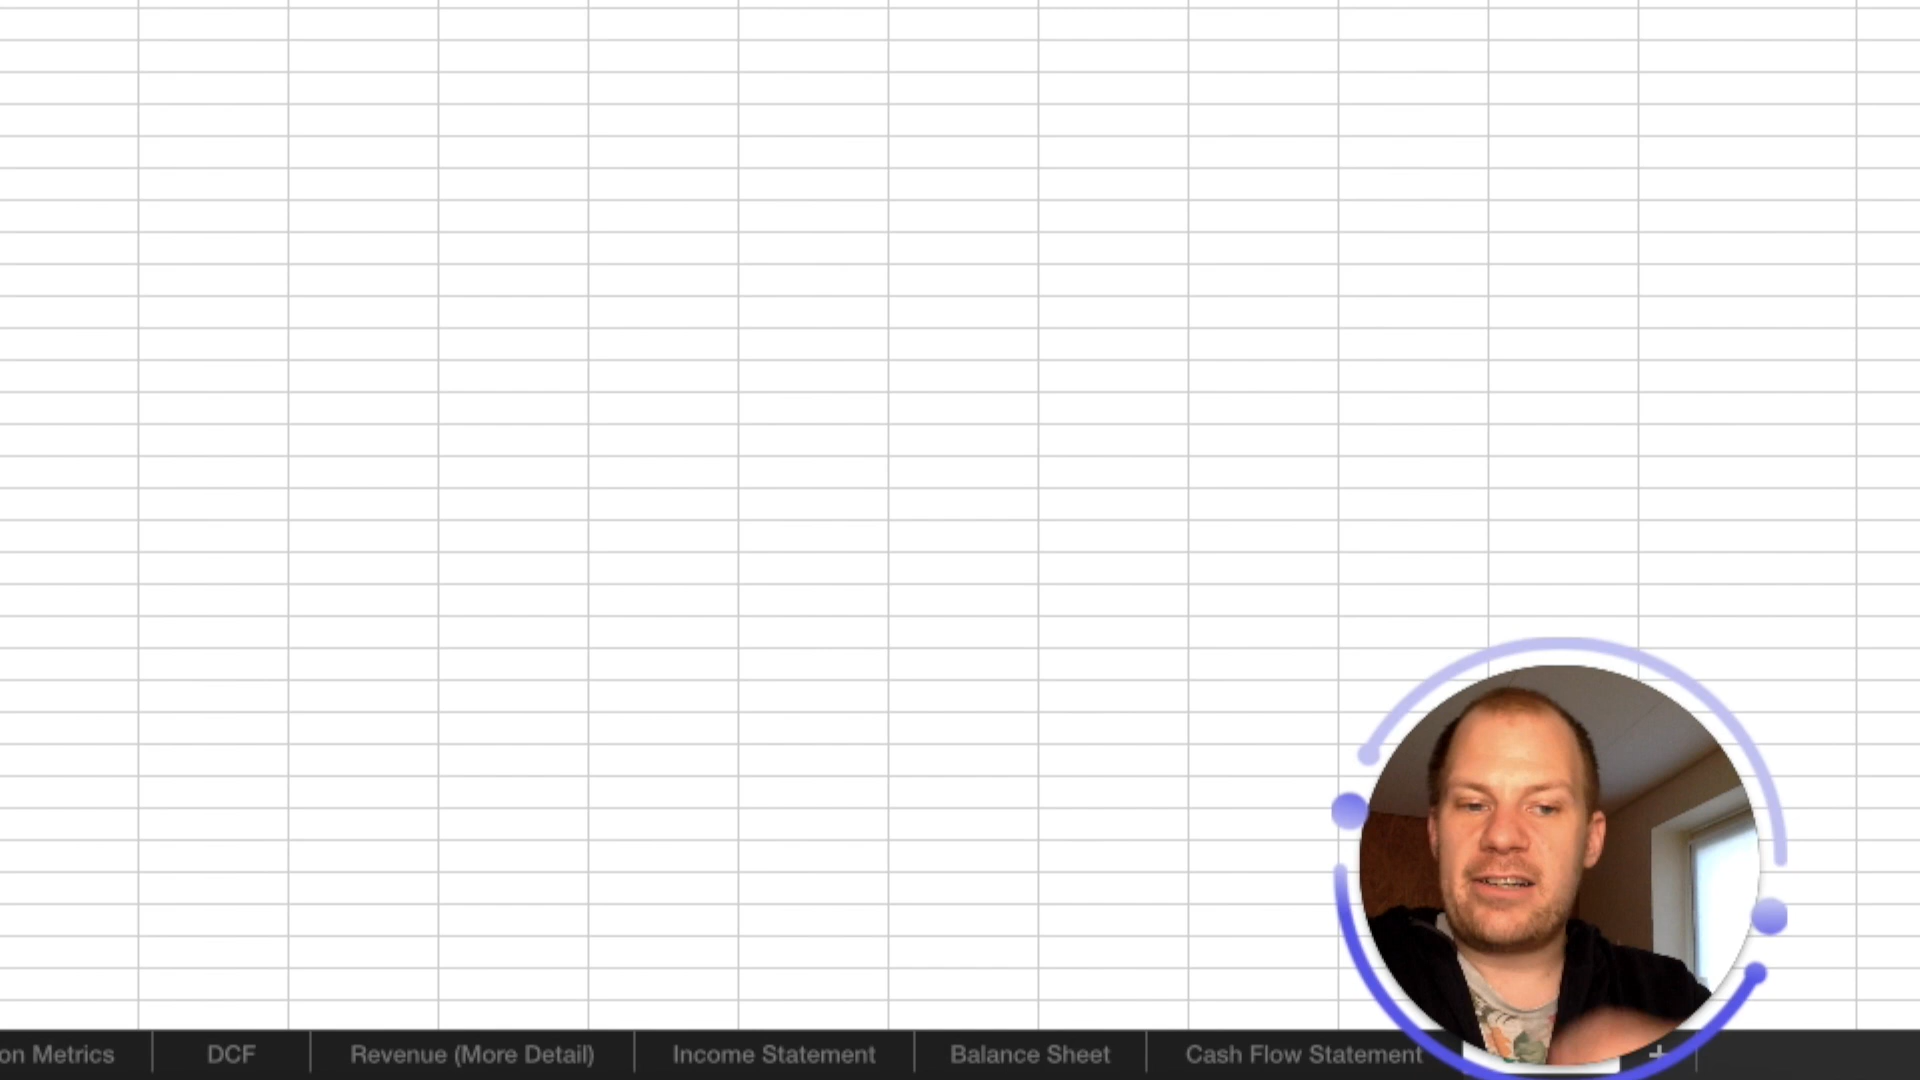 on Metrics
DCF
Revenue (More Detail)
Income Statement
Balance Sheet
Cash Flow Statement
+